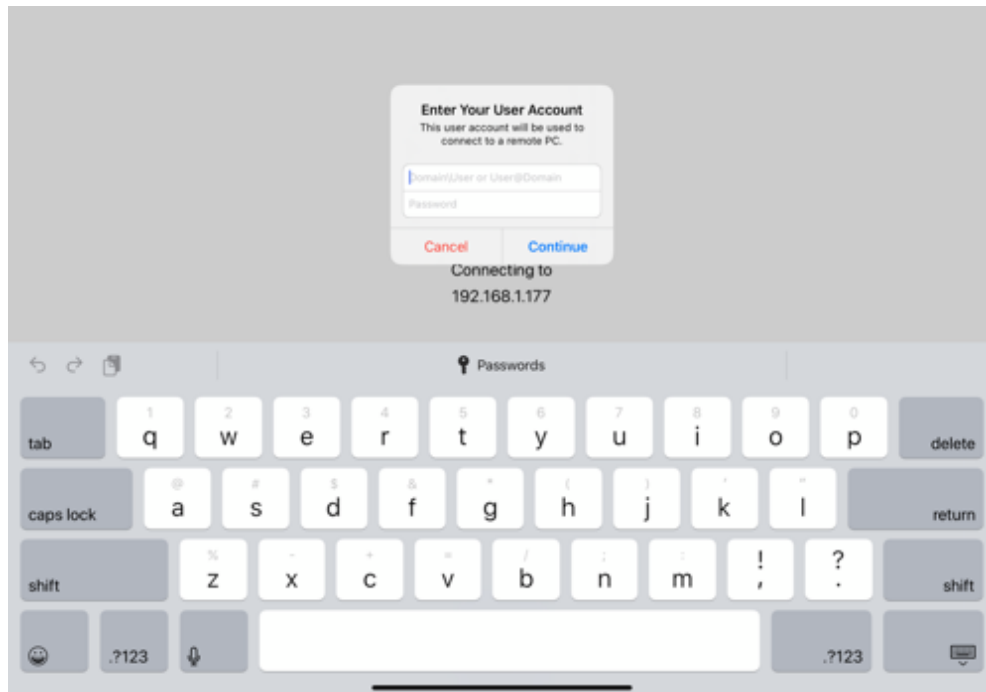 Enter Your User Account
This user account will be used to
connect to a remote PC.
Domain\User or User@Domain
Password
Cancel Continue
Connecting to
192.168.1.177
Passwords
1 2 3 4 5 6 7 8 9 0
tab q w e r t y u i o p delete
@ # $ & * ( ) ' "
caps lock a s d f g h j k l return
% - + = / ; : ! ?
shift z x c v b n m , . shift
.?123 .?123